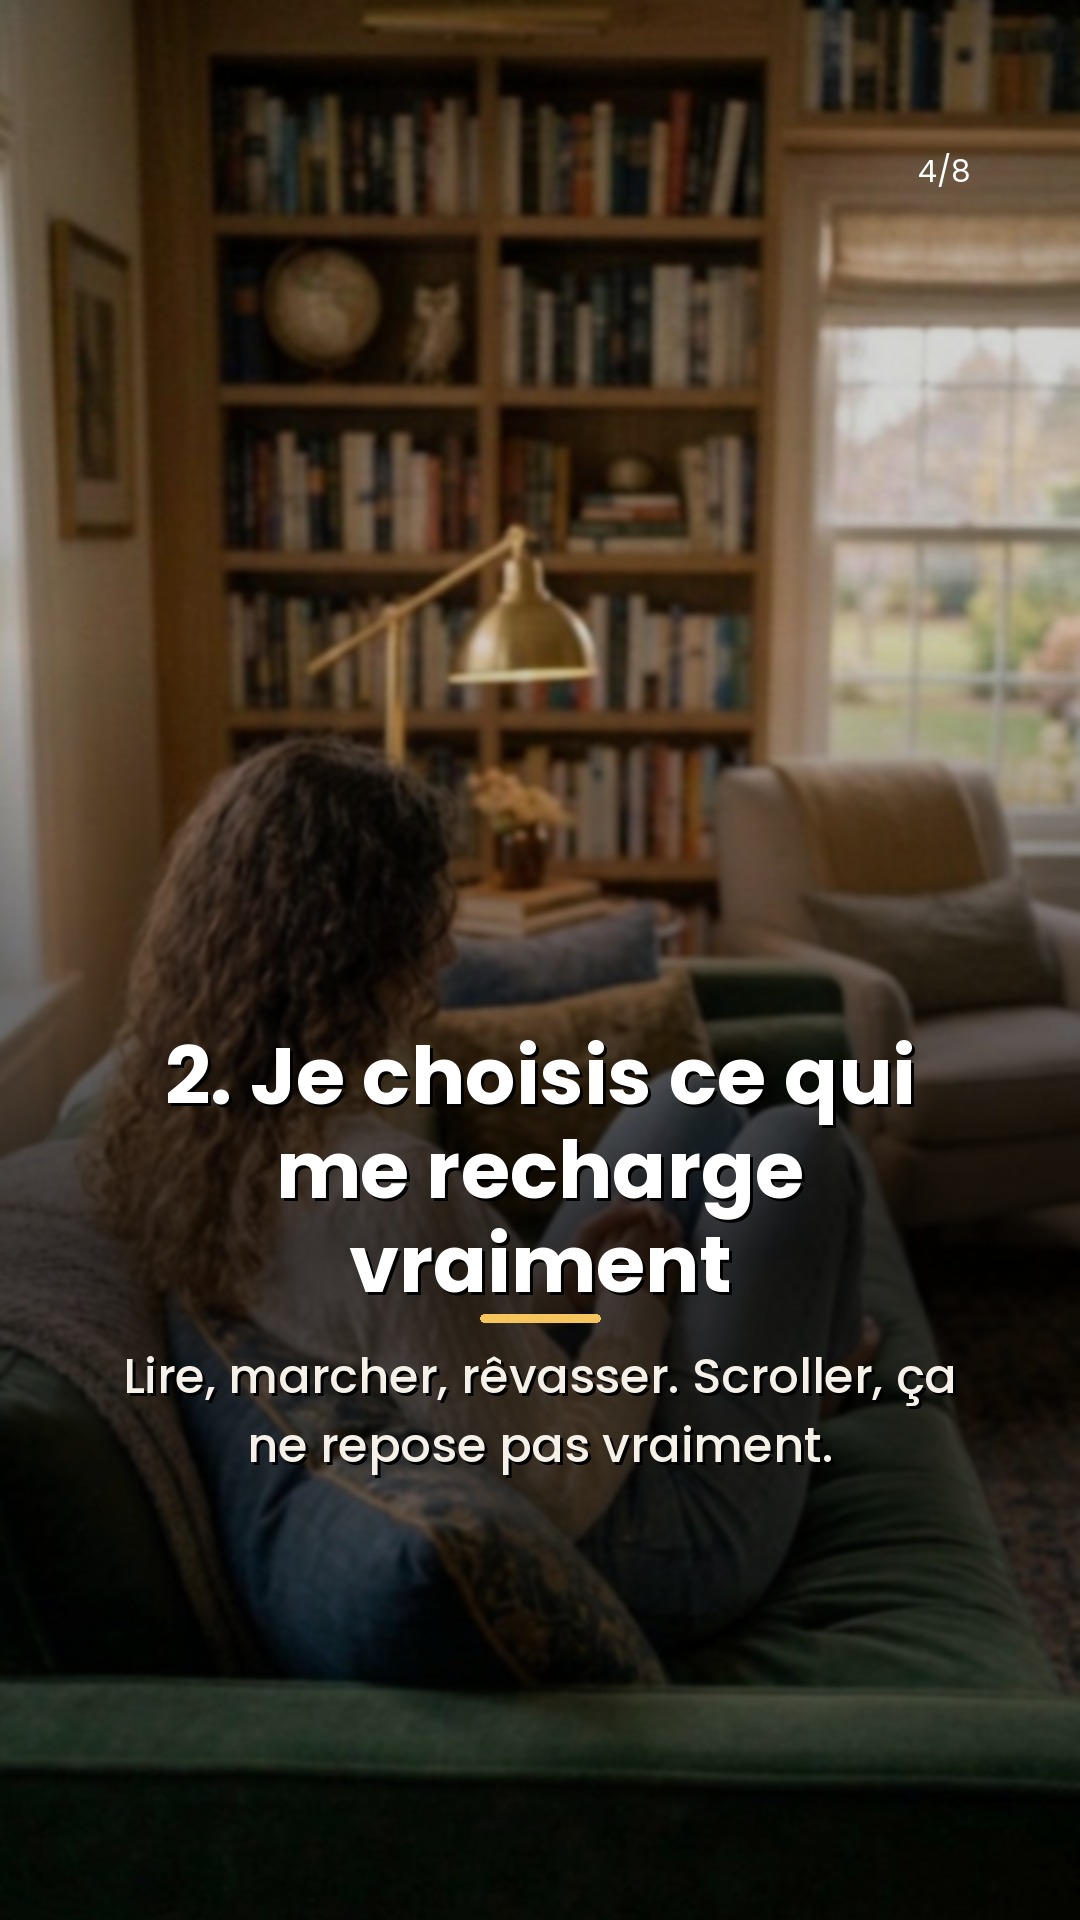 4/8
2. Je choisis ce qui
me recharge
vraiment
Lire, marcher, rêvasser. Scroller, ça
ne repose pas vraiment.